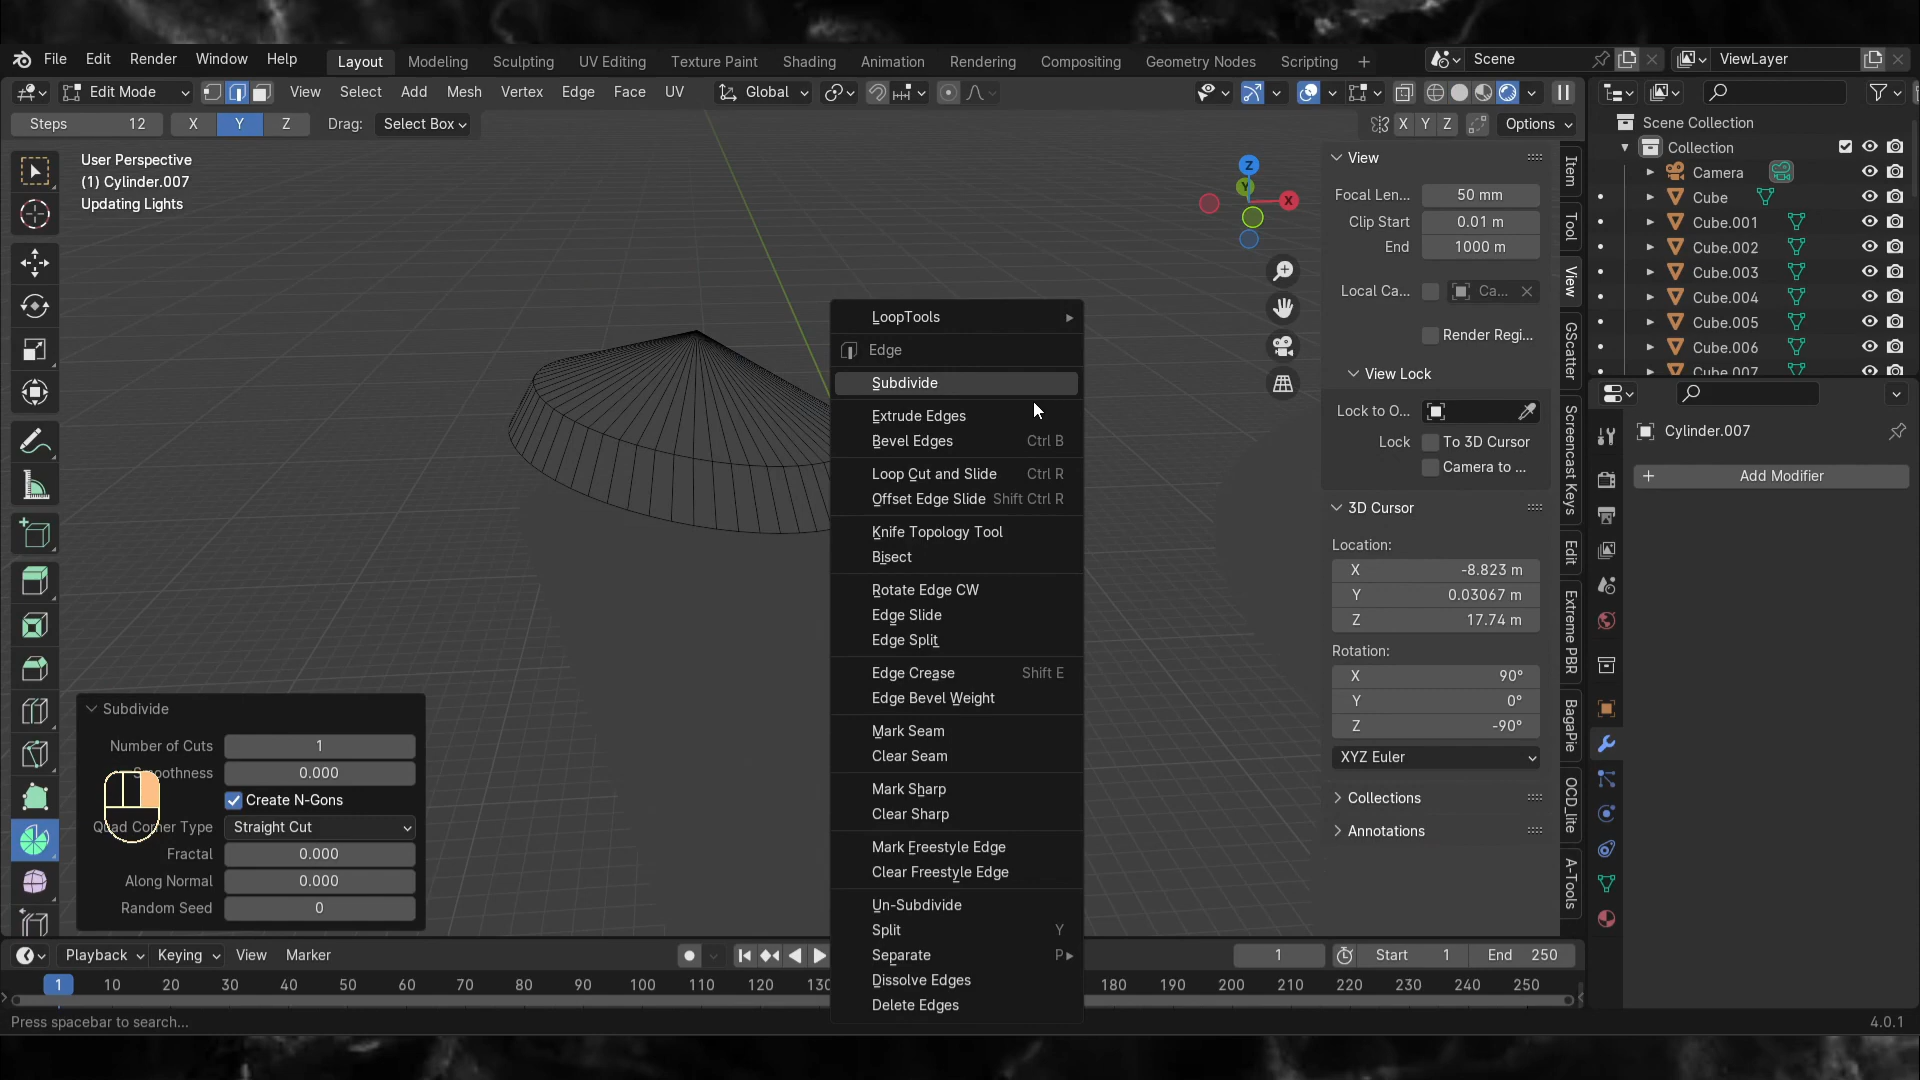 File Edit Render Window Help Layout Modeling Sculpting UV Editing Texture Paint Shading Animation Rendering Compositing Geometry Nodes Scripting + Scene ViewLayer
Edit Mode View Select Add Mesh Vertex Edge Face UV Global
Steps 12 X Y Z Drag: Select Box X Y Z Options
User Perspective
(1) Cylinder.007
Updating Lights
Z
Y
X
LoopTools
Edge
Subdivide
Extrude Edges
Bevel Edges Ctrl B
Loop Cut and Slide Ctrl R
Offset Edge Slide Shift Ctrl R
Knife Topology Tool
Bisect
Rotate Edge CW
Edge Slide
Edge Split
Edge Crease Shift E
Edge Bevel Weight
Mark Seam
Clear Seam
Mark Sharp
Clear Sharp
Mark Freestyle Edge
Clear Freestyle Edge
Un-Subdivide
Split Y
Separate P
Dissolve Edges
Delete Edges
Subdivide
Number of Cuts 1
Smoothness 0.000
Create N-Gons
Quad Corner Type Straight Cut
Fractal 0.000
Along Normal 0.000
Random Seed 0
View
Focal Len... 50 mm
Clip Start 0.01 m
End 1000 m
Local Ca... Ca...
Render Regi...
View Lock
Lock to O...
Lock To 3D Cursor
Camera to ...
3D Cursor
Location:
X -8.823 m
Y 0.03067 m
Z 17.74 m
Rotation:
X 90°
Y 0°
Z -90°
XYZ Euler
Collections
Annotations
Item
Tool
View
GScatter
Screencast Keys
Edit
Extreme PBR
BagaPie
OCD_lite
A-Tools
Scene Collection
Collection
Camera
Cube
Cube.001
Cube.002
Cube.003
Cube.004
Cube.005
Cube.006
Cube.007
Cylinder.007
+ Add Modifier
Playback Keying View Marker 1 Start 1 End 250
1 10 20 30 40 50 60 70 80 90 100 110 120 130 180 190 200 210 220 230 240 250
Press spacebar to search... 4.0.1